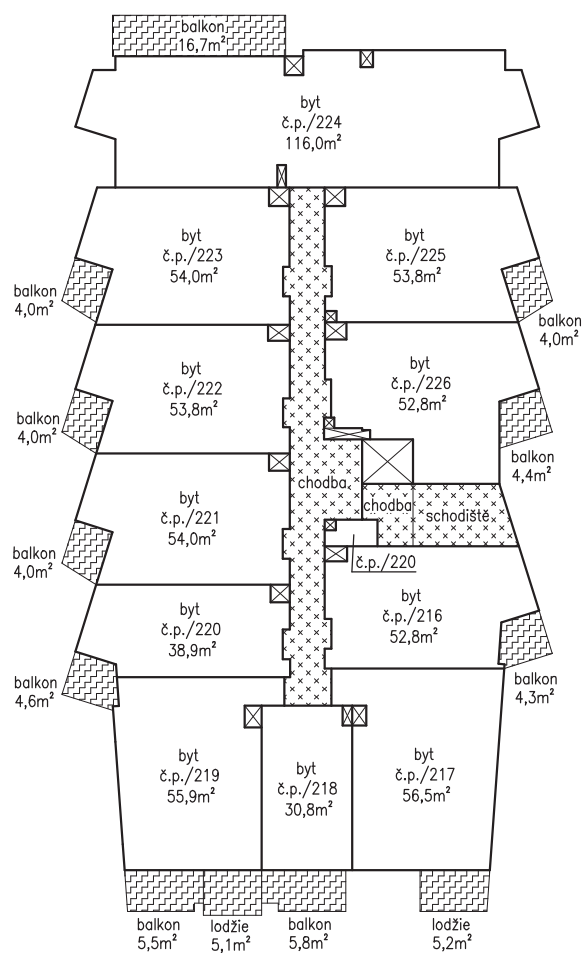 balkon
16,7m²
byt
č.p./224
116,0m²
byt
č.p./223
54,0m²
byt
č.p./225
53,8m²
balkon
4,0m²
balkon
4,0m²
byt
č.p./222
53,8m²
byt
č.p./226
52,8m²
balkon
4,0m²
balkon
4,4m²
chodba
chodba
schodiště
byt
č.p./221
54,0m²
balkon
4,0m²
č.p./220
byt
č.p./220
38,9m²
byt
č.p./216
52,8m²
balkon
4,6m²
balkon
4,3m²
byt
č.p./219
55,9m²
byt
č.p./218
30,8m²
byt
č.p./217
56,5m²
balkon
5,5m²
lodžie
5,1m²
balkon
5,8m²
lodžie
5,2m²